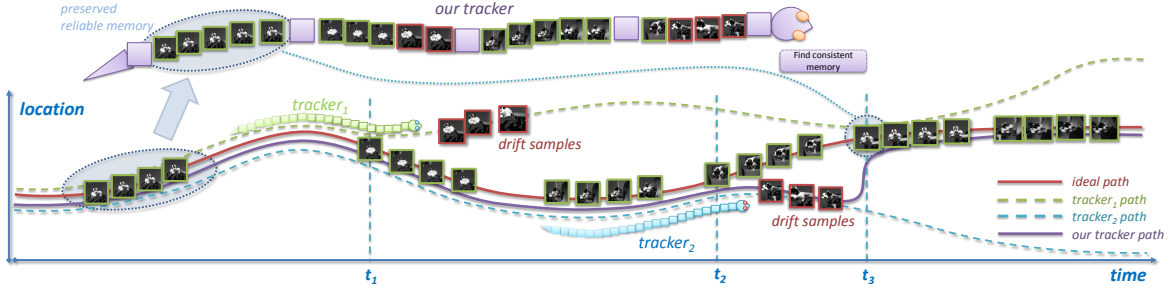 preserved
reliable memory
our tracker
Find consistent
memory
location
tracker1
drift samples
tracker2
drift samples
ideal path
tracker1 path
tracker2 path
our tracker path
t1
t2
t3
time